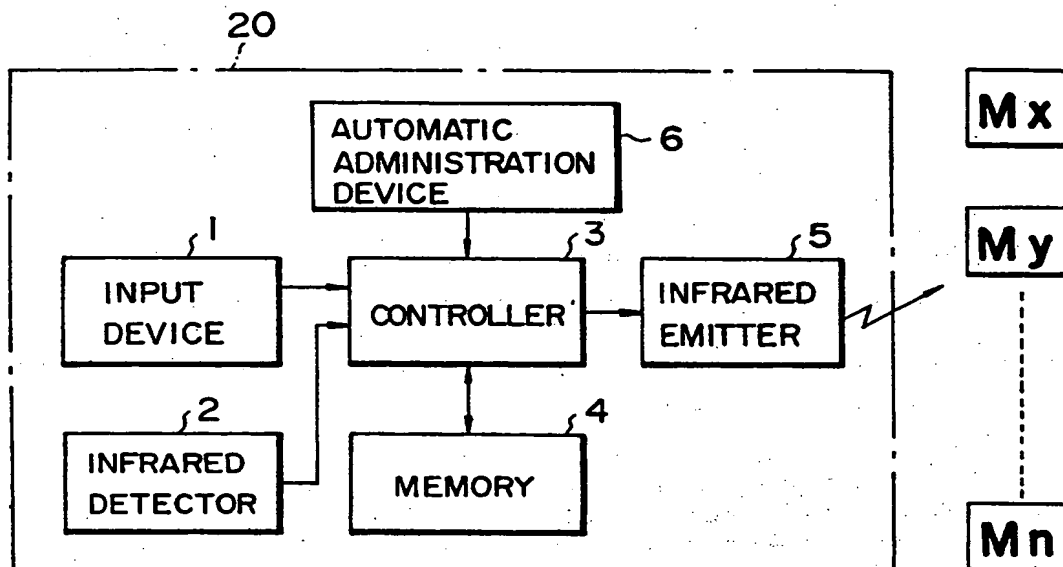 20
AUTOMATIC
ADMINISTRATION
DEVICE
6
Mx
1
INPUT
DEVICE
3
CONTROLLER
5
INFRARED
EMITTER
My
2
INFRARED
DETECTOR
4
MEMORY
Mn